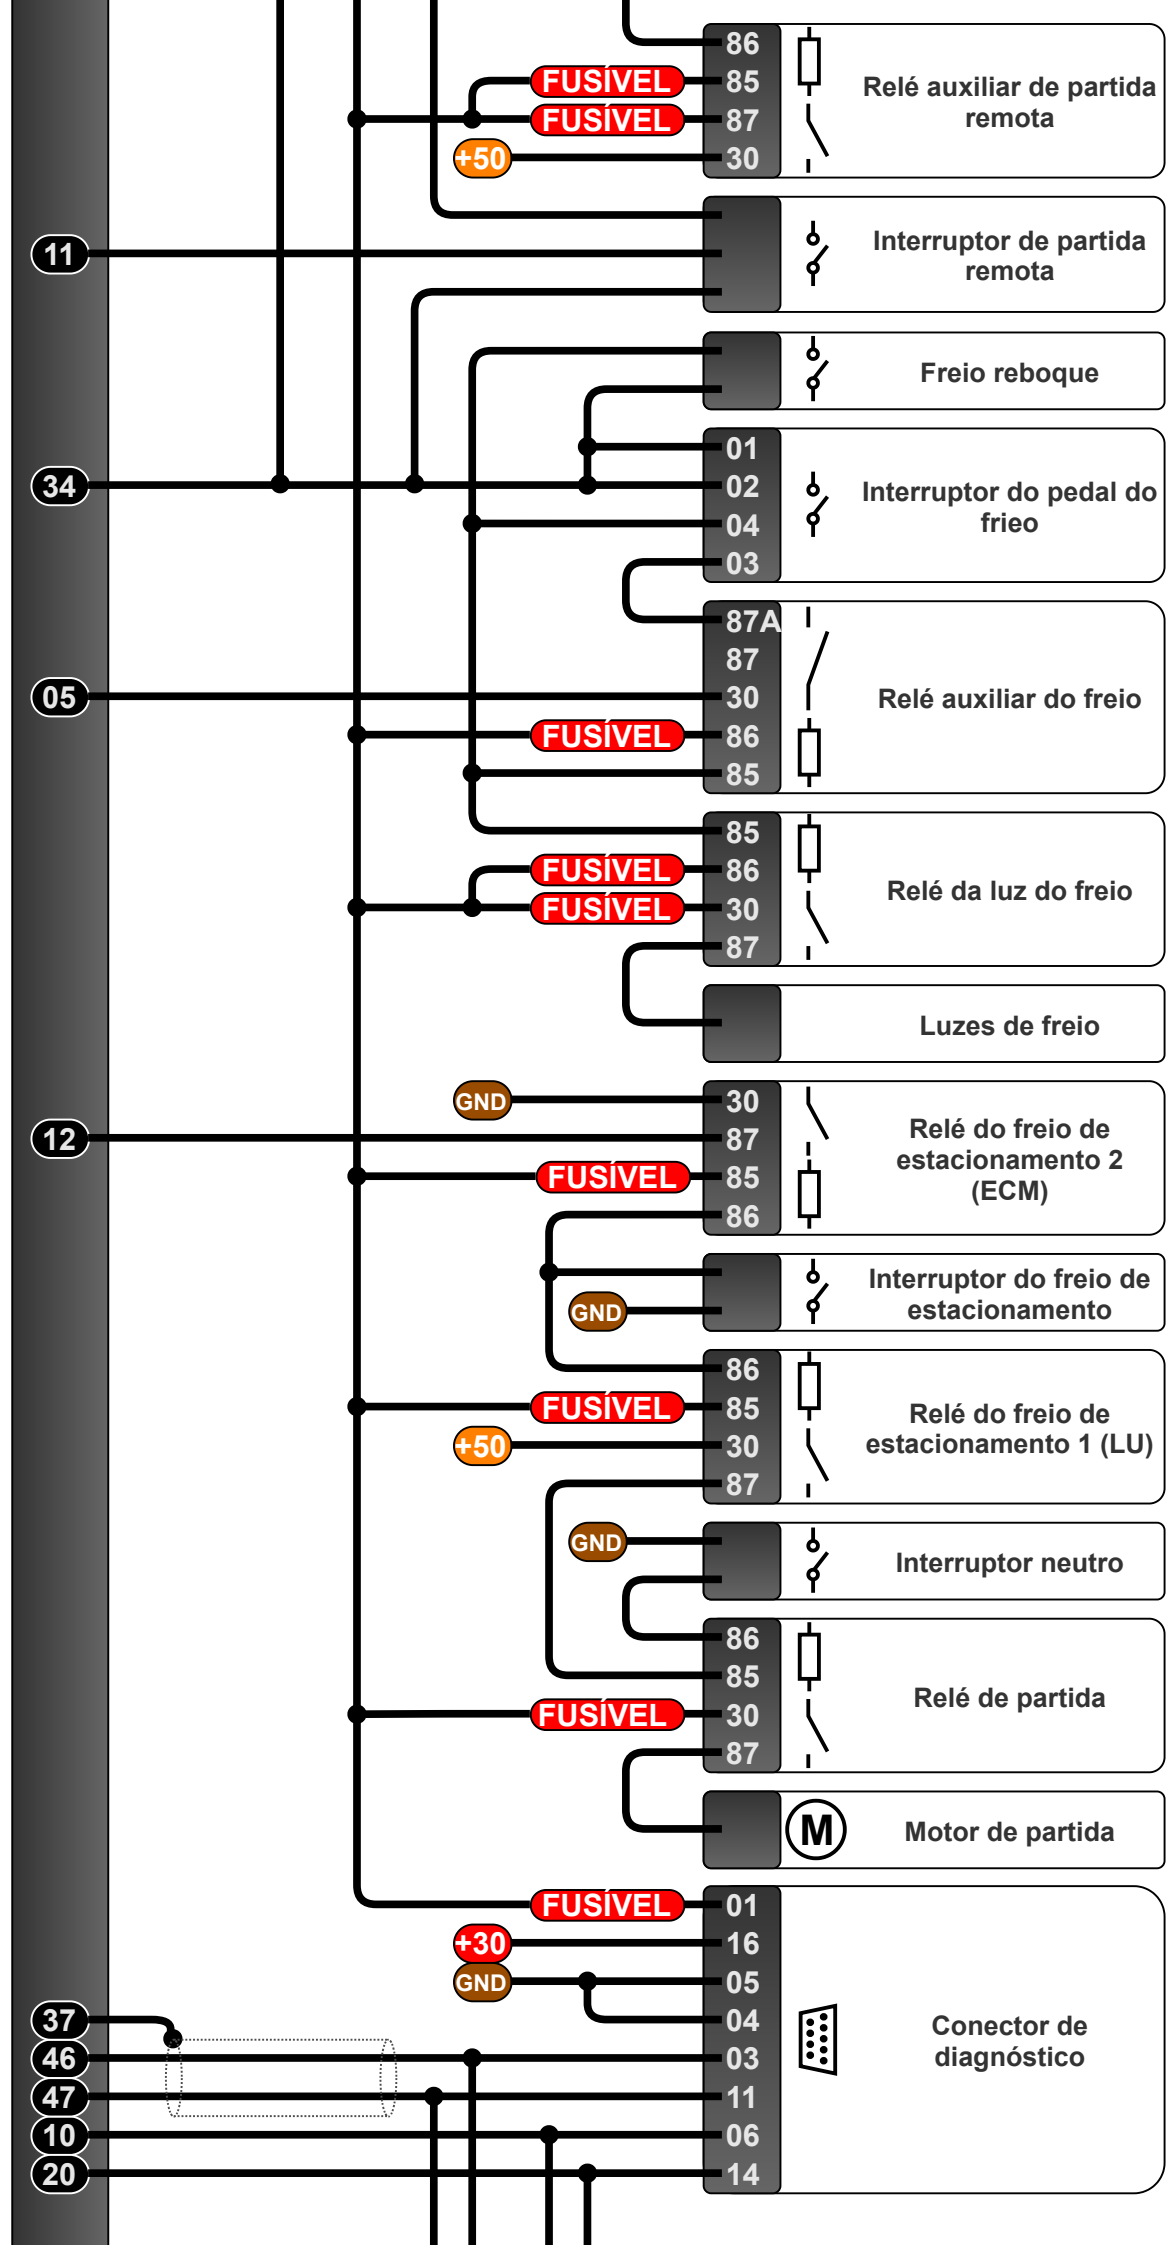 86
FUSÍVEL 85
FUSÍVEL 87
+50 30
Relé auxiliar de partida
remota
11
Interruptor de partida
remota
Freio reboque
01
34 02
04
03
Interruptor do pedal do
frieo
87A
87
05 30
FUSÍVEL 86
85
Relé auxiliar do freio
85
FUSÍVEL 86
FUSÍVEL 30
87
Relé da luz do freio
Luzes de freio
GND 30
12 87
FUSÍVEL 85
86
Relé do freio de
estacionamento 2
(ECM)
GND
Interruptor do freio de
estacionamento
86
FUSÍVEL 85
+50 30
87
Relé do freio de
estacionamento 1 (LU)
GND
Interruptor neutro
86
85
FUSÍVEL 30
87
Relé de partida
M
Motor de partida
FUSÍVEL 01
+30 16
GND 05
37 04
46 03
47 11
10 06
20 14
Conector de
diagnóstico